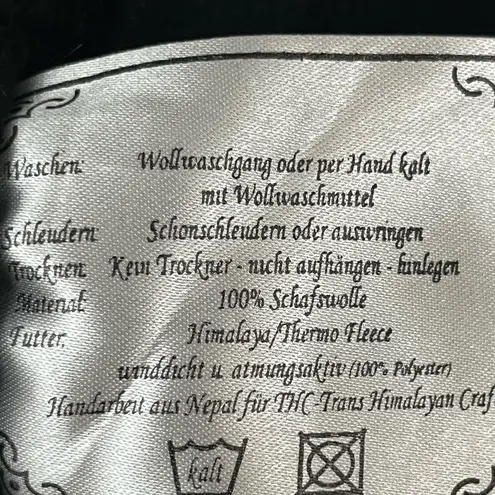 Waschen: Wollwaschgang oder per Hand kalt
mit Wollwaschmittel
Schleudern: Schonschleudern oder auswringen
Trocknen: Kein Trockner - nicht aufhängen - hinlegen
Material: 100% Schafswolle
Futter: Himalaya/Thermo Fleece
winddicht u. atmungsaktiv (100% Polyester)
Handarbeit aus Nepal für THC-Trans Himalayan Craf
kalt